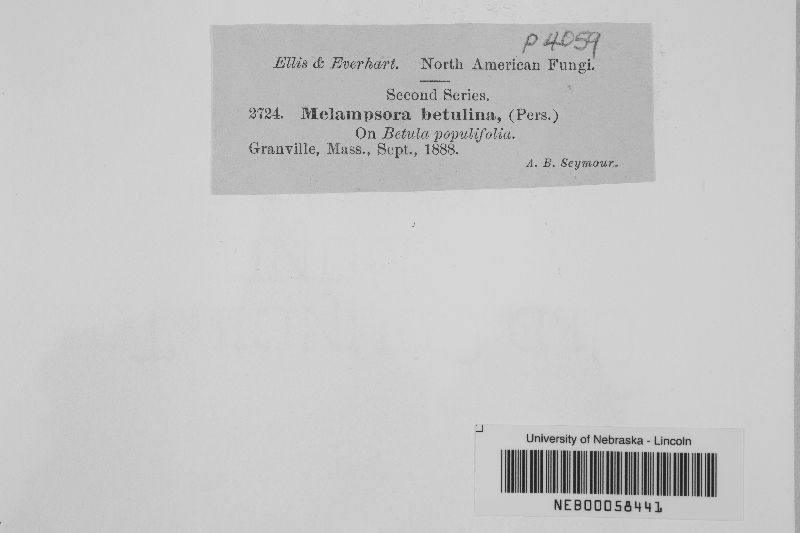 p 4059
Ellis & Everhart. North American Fungi.
Second Series.
2724. Melampsora betulina, (Pers.)
On Betula populifolia.
Granville, Mass., Sept., 1888.
A. B. Seymour.
University of Nebraska - Lincoln
NEB00058441